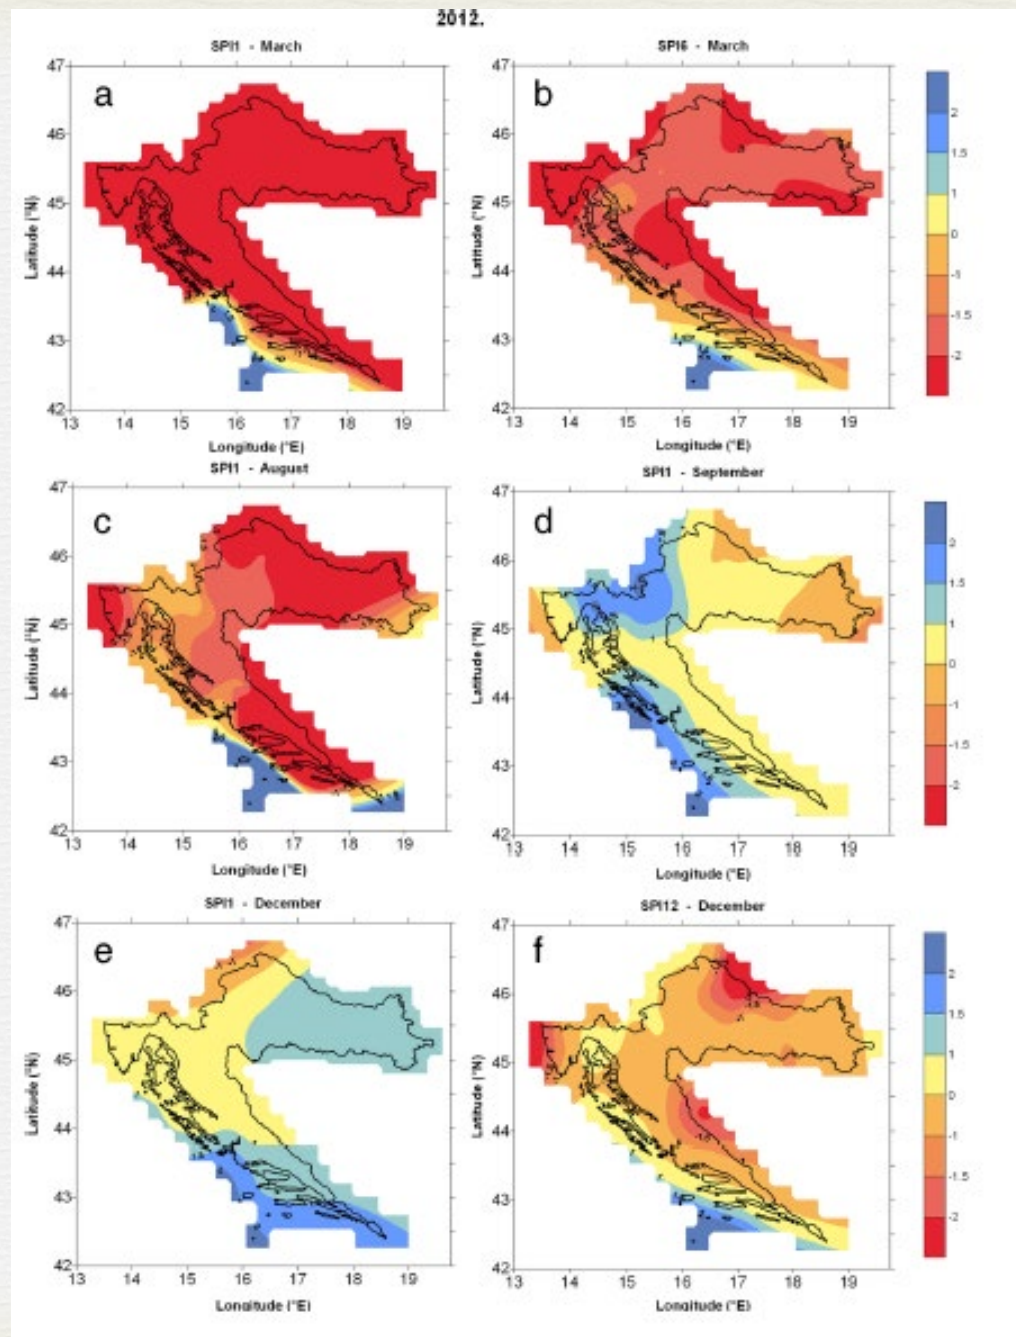 2012.
SPI1 - March
SPI6 - March
a
b
47
46
45
44
43
42
13 14 15 16 17 18 19
Latitude (°N)
Longitude (°E)
47
46
45
44
43
42
13 14 15 16 17 18 19
Latitude (°N)
Longitude (°E)
2
1.5
1
0
-1
-1.5
-2
SPI1 - August
SPI1 - September
c
d
47
46
45
44
43
42
13 14 15 16 17 18 19
Latitude (°N)
Longitude (°E)
47
46
45
44
43
42
13 14 15 16 17 18 19
Latitude (°N)
Longitude (°E)
2
1.5
1
0
-1
-1.5
-2
SPI1 - December
SPI12 - December
e
f
47
46
45
44
43
42
13 14 15 16 17 18 19
Latitude (°N)
Longitude (°E)
47
46
45
44
43
42
13 14 15 16 17 18 19
Latitude (°N)
Longitude (°E)
2
1.5
1
0
-1
-1.5
-2